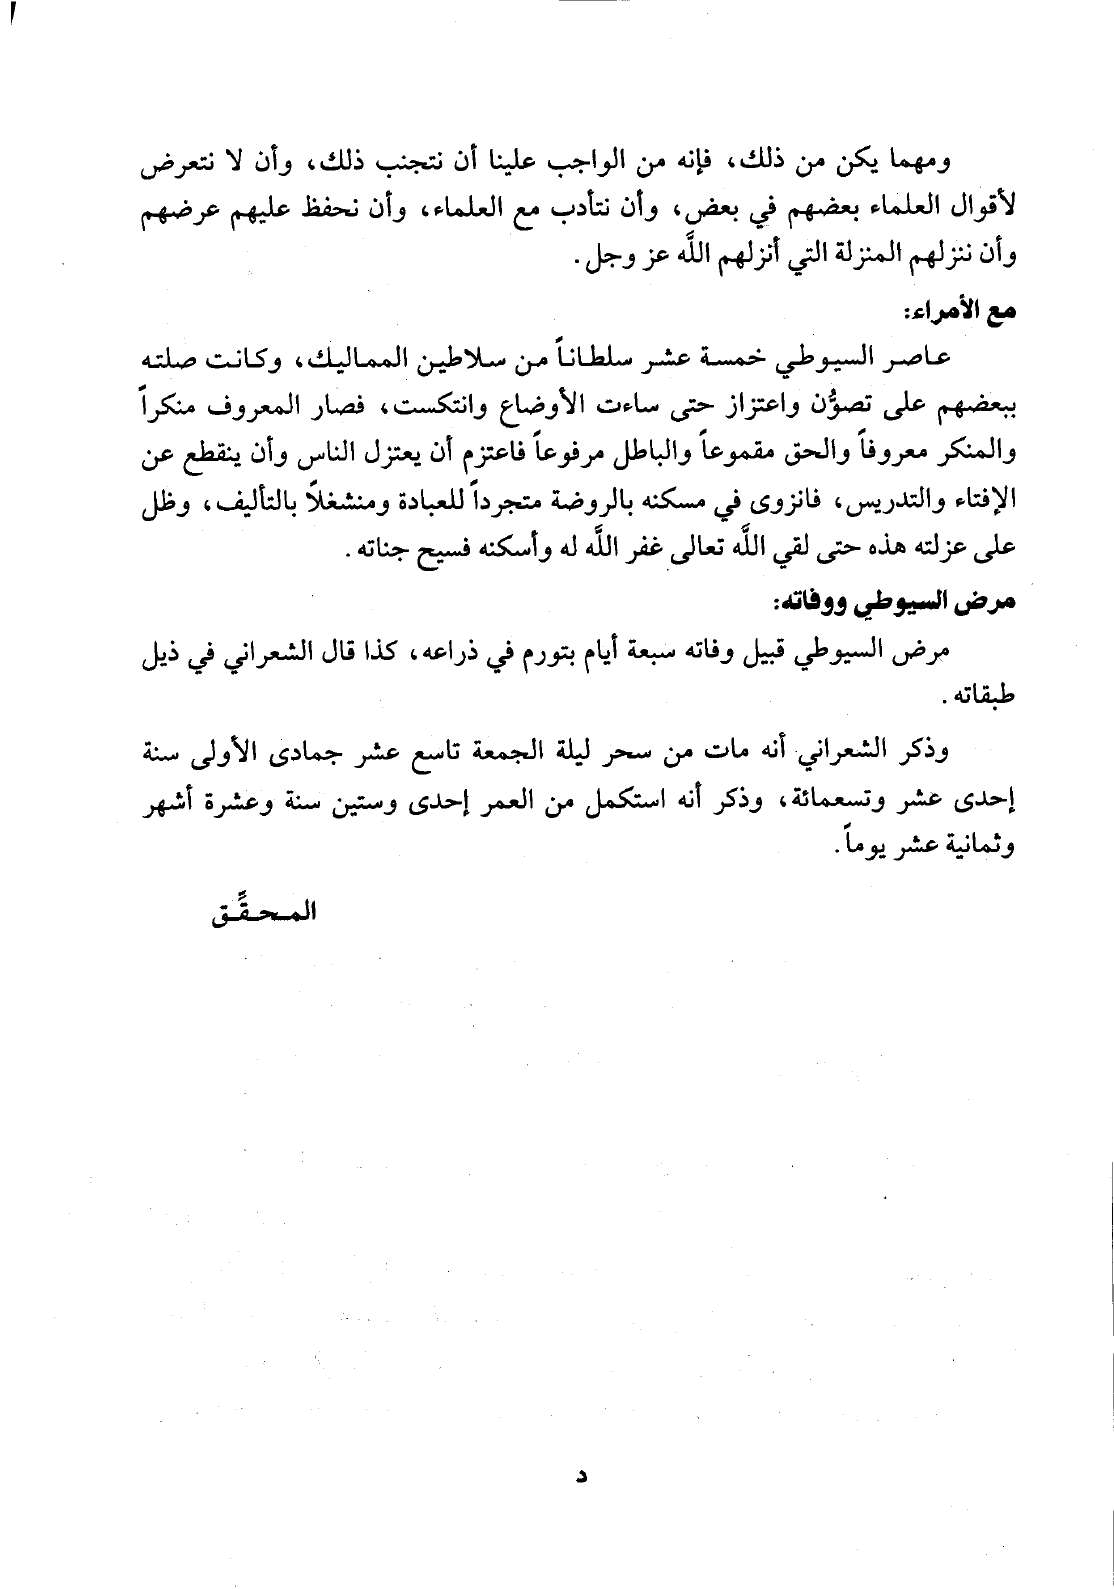 ومهما يكن من ذلك، فإنه من الواجب علينا أن نتجنب ذلك، وأن لا نتعرض
لأقوال العلماء بعضهم في بعض، وأن نتأدب مع العلماء، وأن نحفظ عليهم عرضهم
وأن ننزلهم المنزلة التي أنزلهم اللَّه عز وجل.
مع الأمراء:
عاصر السيوطي خمسة عشر سلطاناً من سلاطين المماليك، وكانت صلته
ببعضهم على تصوُّن واعتزاز حتى ساءت الأوضاع وانتكست، فصار المعروف منكراً
والمنكر معروفاً والحق مقموعاً والباطل مرفوعاً فاعتزم أن يعتزل الناس وأن ينقطع عن
الإفتاء والتدريس، فانزوى في مسكنه بالروضة متجرداً للعبادة ومنشغلاً بالتأليف، وظل
على عزلته هذه حتى لقي اللَّه تعالى غفر اللَّه له وأسكنه فسيح جناته.
مرض السيوطي ووفاته:
مرض السيوطي قبيل وفاته سبعة أيام بتورم في ذراعه، كذا قال الشعراني في ذيل
طبقاته.
وذكر الشعراني أنه مات من سحر ليلة الجمعة تاسع عشر جمادى الأولى سنة
إحدى عشر وتسعمائة، وذكر أنه استكمل من العمر إحدى وستين سنة وعشرة أشهر
وثمانية عشر يوماً.
المحقِّق
د